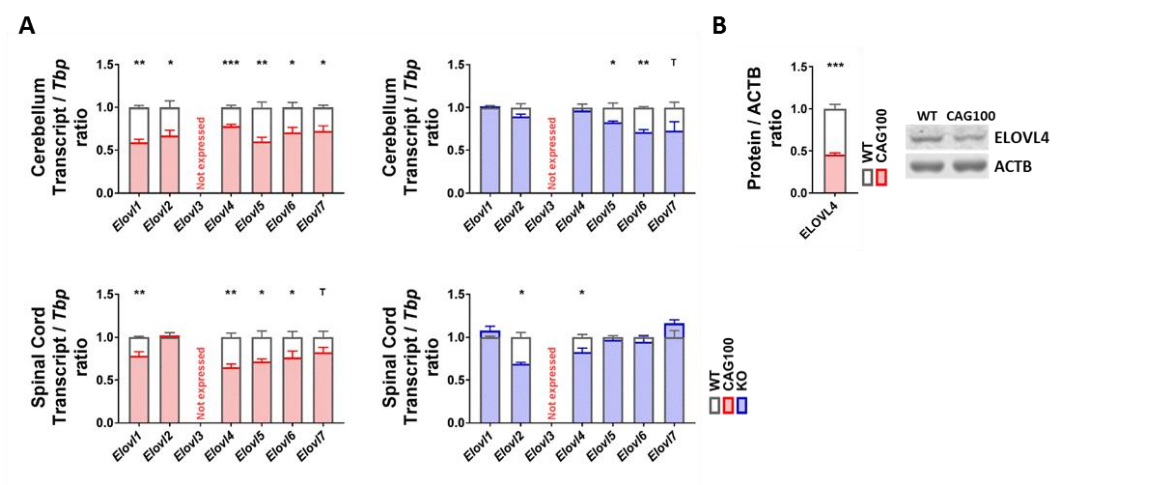 A
Cerebellum
Transcript / Tbp
ratio
1.5
1.0
0.5
0.0
** * *** ** * *
Not expressed
Elovl1 Elovl2 Elovl3 Elovl4 Elovl5 Elovl6 Elovl7
Cerebellum
Transcript / Tbp
ratio
1.5
1.0
0.5
0.0
* ** T
Not expressed
Elovl1 Elovl2 Elovl3 Elovl4 Elovl5 Elovl6 Elovl7
B
Protein / ACTB
ratio
1.5
1.0
0.5
0.0
***
ELOVL4
WT
CAG100
WT CAG100
ELOVL4
ACTB
Spinal Cord
Transcript / Tbp
ratio
1.5
1.0
0.5
0.0
** ** * * T
Not expressed
Elovl1 Elovl2 Elovl3 Elovl4 Elovl5 Elovl6 Elovl7
Spinal Cord
Transcript / Tbp
ratio
1.5
1.0
0.5
0.0
* *
Not expressed
Elovl1 Elovl2 Elovl3 Elovl4 Elovl5 Elovl6 Elovl7
WT
CAG100
KO